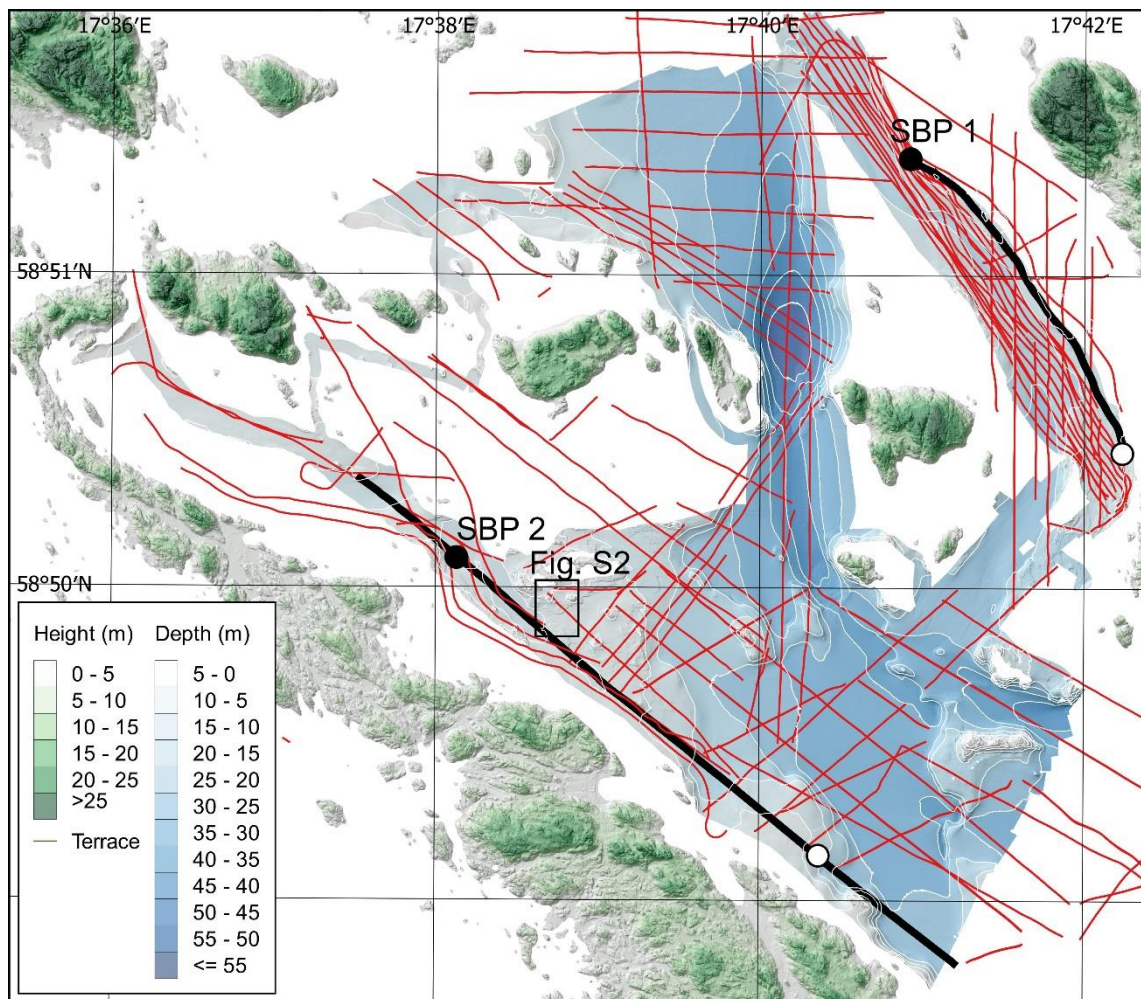 17°36'E 17°38'E 17°40'E 17°42'E
SBP 1
58°51'N
SBP 2
Fig. S2
58°50'N
Height (m)
0 - 5
5 - 10
10 - 15
15 - 20
20 - 25
>25
Terrace
Depth (m)
5 - 0
10 - 5
15 - 10
20 - 15
25 - 20
30 - 25
35 - 30
40 - 35
45 - 40
50 - 45
55 - 50
<= 55